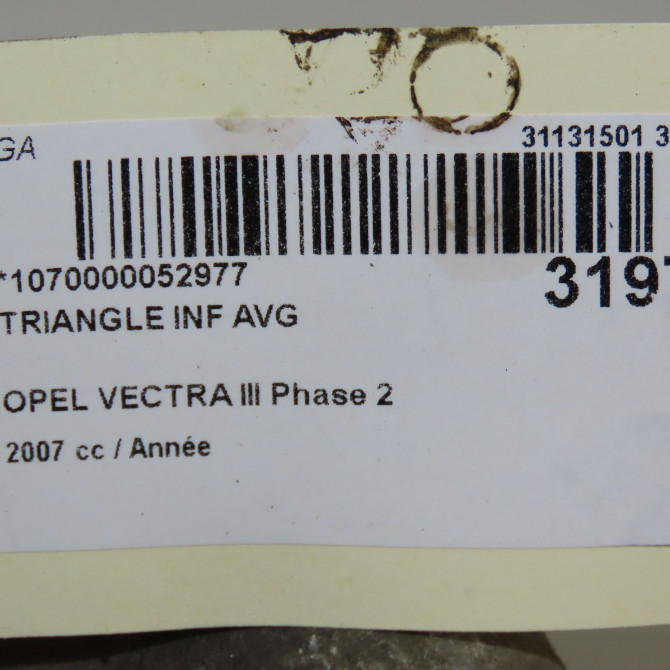 GA
31131501 3
*1070000052977
319
TRIANGLE INF AVG
OPEL VECTRA III Phase 2
2007 cc / Année